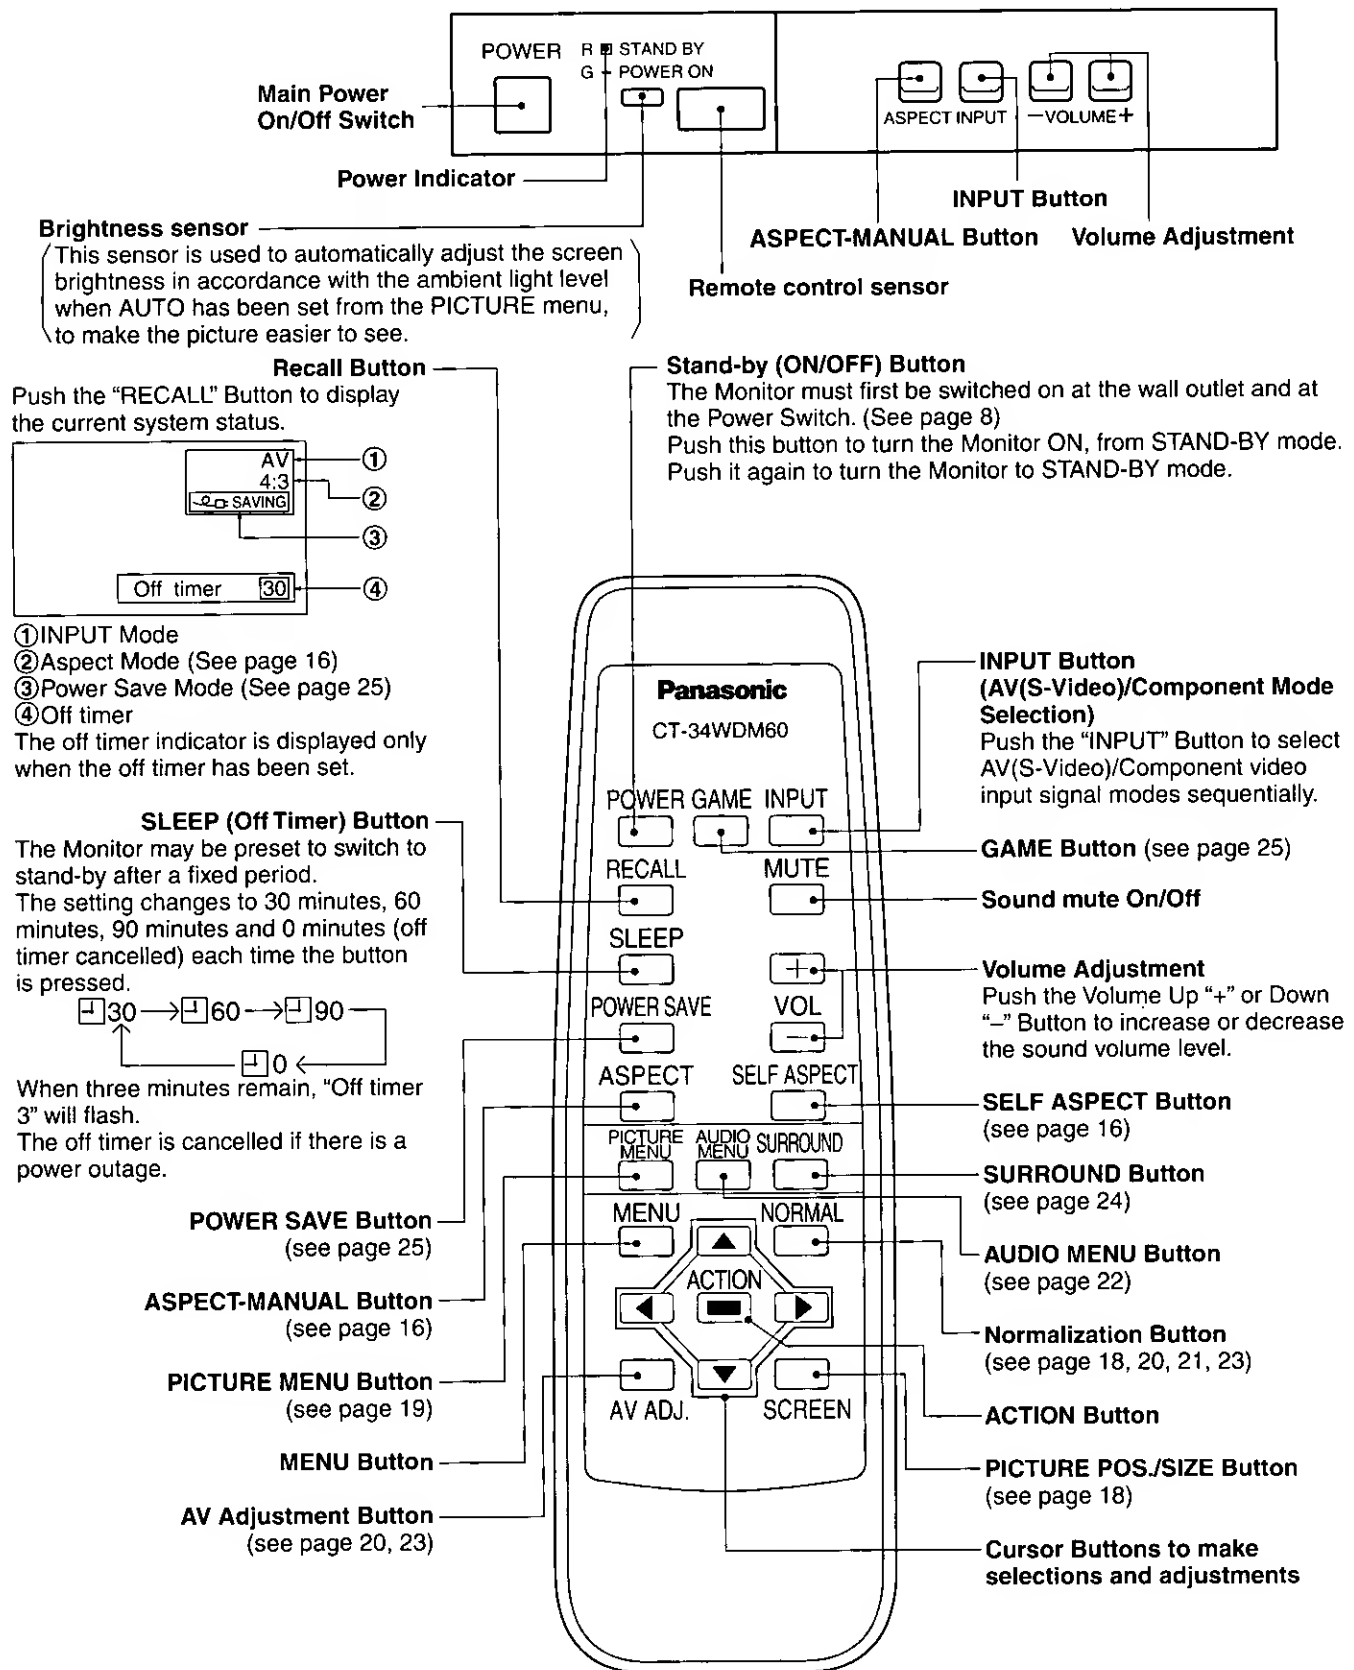 POWER R STAND BY
G POWER ON
ASPECT INPUT −VOLUME+
Main Power
On/Off Switch
Power Indicator
INPUT Button
Brightness sensor
This sensor is used to automatically adjust the screen
brightness in accordance with the ambient light level
when AUTO has been set from the PICTURE menu,
to make the picture easier to see.
ASPECT-MANUAL Button Volume Adjustment
Remote control sensor
Recall Button
Push the “RECALL” Button to display
the current system status.
AV ①
4:3 ②
SAVING
③
Off timer 30 ④
①INPUT Mode
②Aspect Mode (See page 16)
③Power Save Mode (See page 25)
④Off timer
The off timer indicator is displayed only
when the off timer has been set.
Stand-by (ON/OFF) Button
The Monitor must first be switched on at the wall outlet and at
the Power Switch. (See page 8)
Push this button to turn the Monitor ON, from STAND-BY mode.
Push it again to turn the Monitor to STAND-BY mode.
SLEEP (Off Timer) Button
The Monitor may be preset to switch to
stand-by after a fixed period.
The setting changes to 30 minutes, 60
minutes, 90 minutes and 0 minutes (off
timer cancelled) each time the button
is pressed.
30 → 60 → 90
0
When three minutes remain, “Off timer
3” will flash.
The off timer is cancelled if there is a
power outage.
POWER SAVE Button
(see page 25)
ASPECT-MANUAL Button
(see page 16)
PICTURE MENU Button
(see page 19)
MENU Button
AV Adjustment Button
(see page 20, 23)
Panasonic
CT-34WDM60
POWER GAME INPUT
RECALL MUTE
SLEEP
+
POWER SAVE VOL
−
ASPECT SELF ASPECT
PICTURE
MENU
AUDIO
MENU
SURROUND
MENU NORMAL
ACTION
AV ADJ. SCREEN
INPUT Button
(AV(S-Video)/Component Mode
Selection)
Push the “INPUT” Button to select
AV(S-Video)/Component video
input signal modes sequentially.
GAME Button (see page 25)
Sound mute On/Off
Volume Adjustment
Push the Volume Up “+” or Down
“–” Button to increase or decrease
the sound volume level.
SELF ASPECT Button
(see page 16)
SURROUND Button
(see page 24)
AUDIO MENU Button
(see page 22)
Normalization Button
(see page 18, 20, 21, 23)
ACTION Button
PICTURE POS./SIZE Button
(see page 18)
Cursor Buttons to make
selections and adjustments